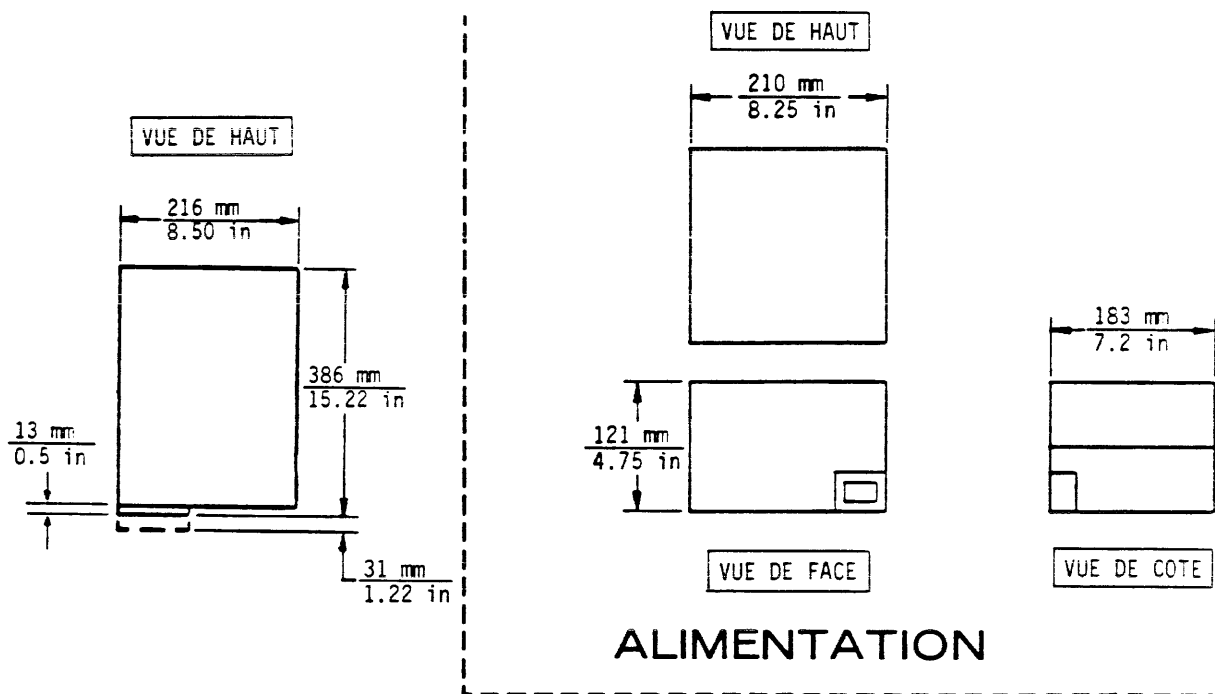 VUE DE HAUT
216 mm
8.50 in
386 mm
15.22 in
13 mm
0.5 in
31 mm
1.22 in
VUE DE HAUT
210 mm
8.25 in
121 mm
4.75 in
183 mm
7.2 in
VUE DE FACE
VUE DE COTE
ALIMENTATION